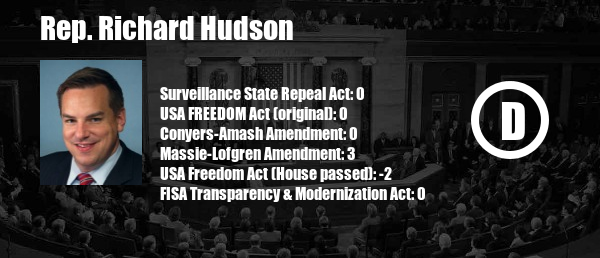 Rep. Richard Hudson
Surveillance State Repeal Act: 0
USA FREEDOM Act (original): 0
Conyers-Amash Amendment: 0
Massie-Lofgren Amendment: 3
USA Freedom Act (House passed): -2
FISA Transparency & Modernization Act: 0
D